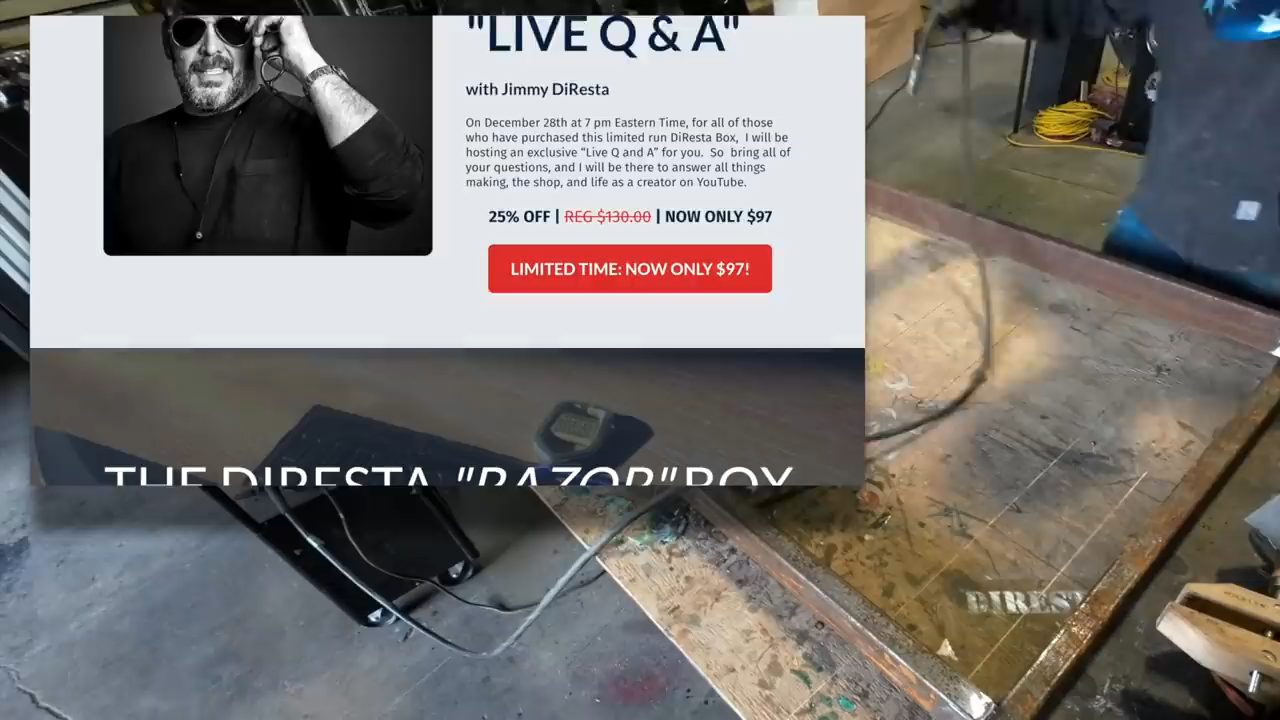 "LIVE Q & A"
with Jimmy DiResta
On December 28th at 7 pm Eastern Time, for all of those
who have purchased this limited run DiResta Box,  I will be
hosting an exclusive “Live Q and A” for you.  So  bring all of
your questions, and I will be there to answer all things
making, the shop, and life as a creator on YouTube.
25% OFF | REG $130.00 | NOW ONLY $97
LIMITED TIME: NOW ONLY $97!
THE DIRESTA "RAZOR" BOX
DIREST